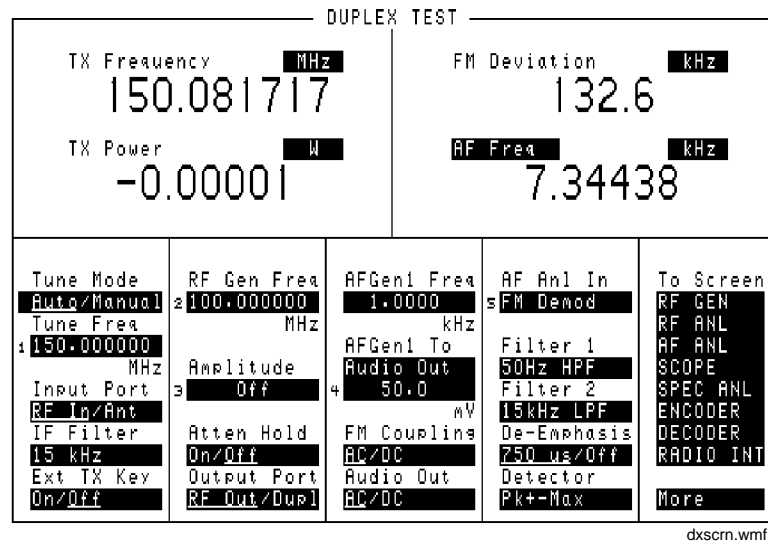 DUPLEX TEST
TX Frequency MHz
150.081717
TX Power W
-0.00001
FM Deviation kHz
132.6
AF Freq kHz
7.34438
Tune Mode
Auto/Manual
Tune Freq
1 150.000000
MHz
Input Port
RF In/Ant
IF Filter
15 kHz
Ext TX Key
On/Off
RF Gen Freq
2 100.000000
MHz
Amplitude
3 Off
Atten Hold
On/Off
Output Port
RF Out/Dupl
AFGen1 Freq
1.0000
kHz
AFGen1 To
Audio Out
4 50.0
mV
FM Coupling
AC/DC
Audio Out
AC/DC
AF Anl In
5 FM Demod
Filter 1
50Hz HPF
Filter 2
15kHz LPF
De-Emphasis
750 us/Off
Detector
Pk+-Max
To Screen
RF GEN
RF ANL
AF ANL
SCOPE
SPEC ANL
ENCODER
DECODER
RADIO INT
More
dxscrn.wmf